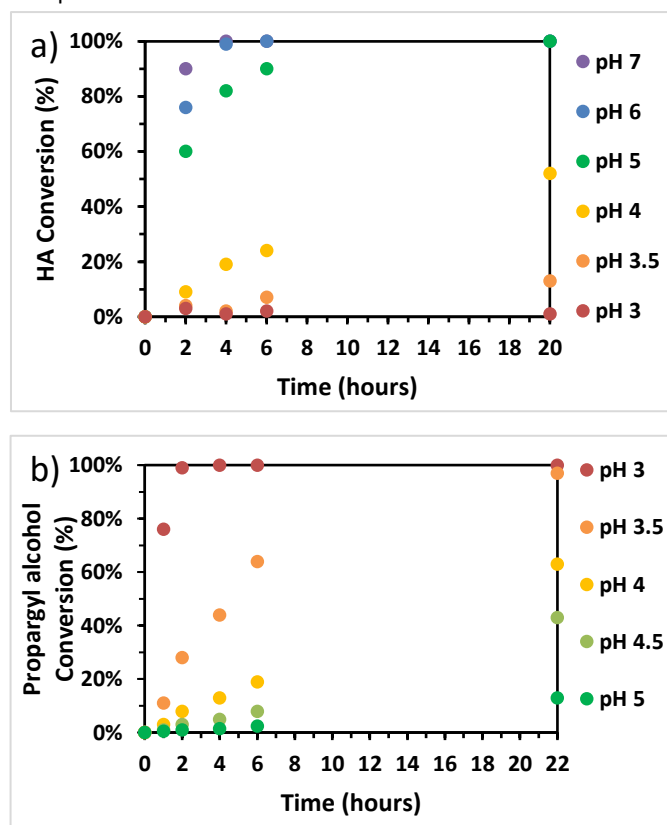 a)
HA Conversion (%)
100%
80%
60%
40%
20%
0%
0 2 4 6 8 10 12 14 16 18 20
Time (hours)
pH 7
pH 6
pH 5
pH 4
pH 3.5
pH 3
b)
Propargyl alcohol
Conversion (%)
100%
80%
60%
40%
20%
0%
0 2 4 6 8 10 12 14 16 18 20 22
Time (hours)
pH 3
pH 3.5
pH 4
pH 4.5
pH 5